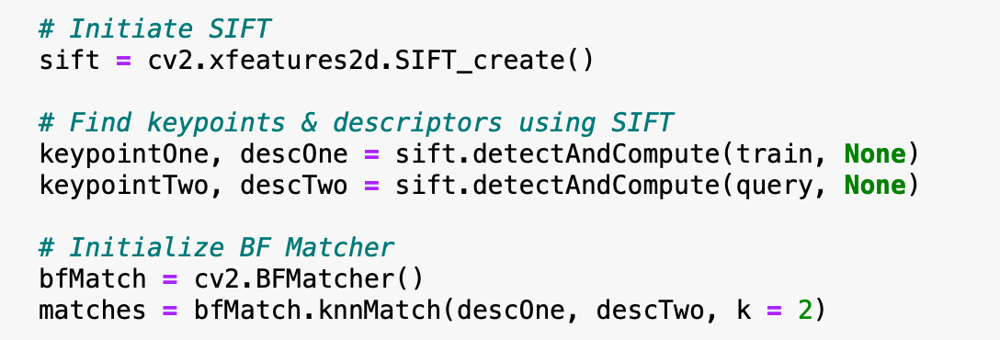 # Initiate SIFT
sift = cv2.xfeatures2d.SIFT_create()
# Find keypoints & descriptors using SIFT
keypointOne, descOne = sift.detectAndCompute(train, None)
keypointTwo, descTwo = sift.detectAndCompute(query, None)
# Initialize BF Matcher
bfMatch = cv2.BFMatcher()
matches = bfMatch.knnMatch(descOne, descTwo, k = 2)